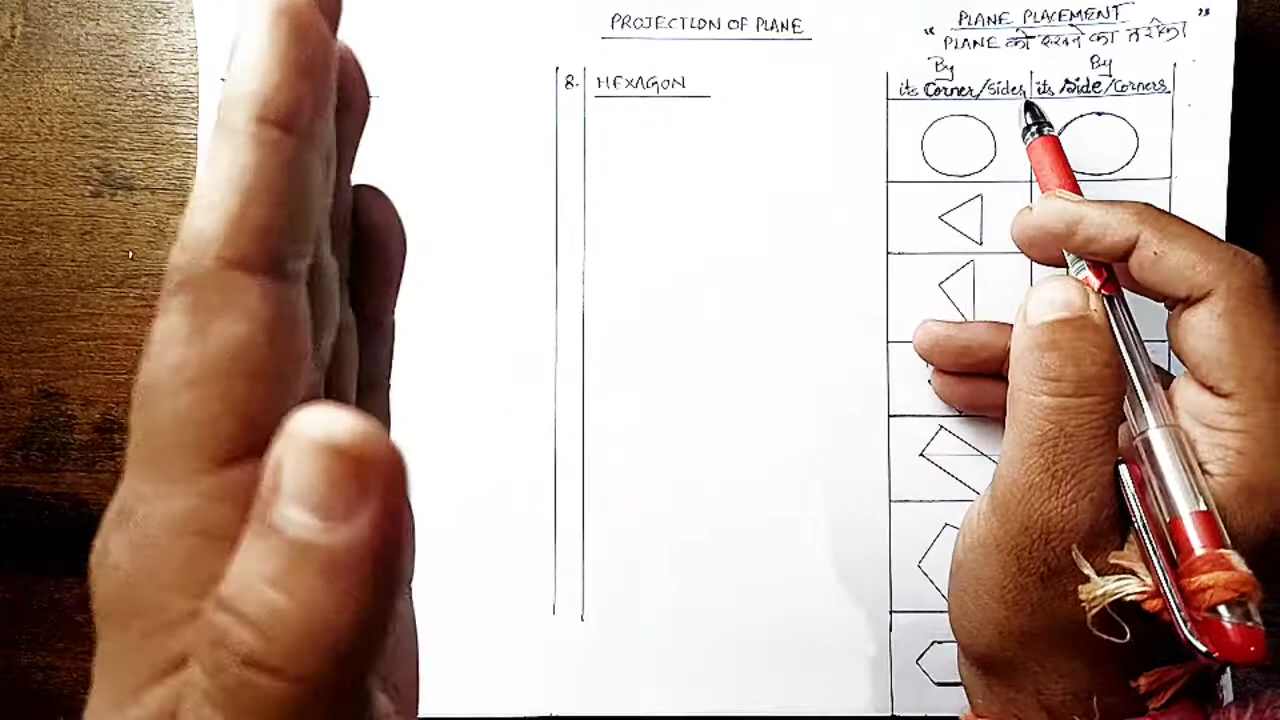 PROJECTION OF PLANE
8. HEXAGON
PLANE PLACEMENT
" PLANE को रखने का तरीका "
By By
its Corner/Sides its Side/Corners